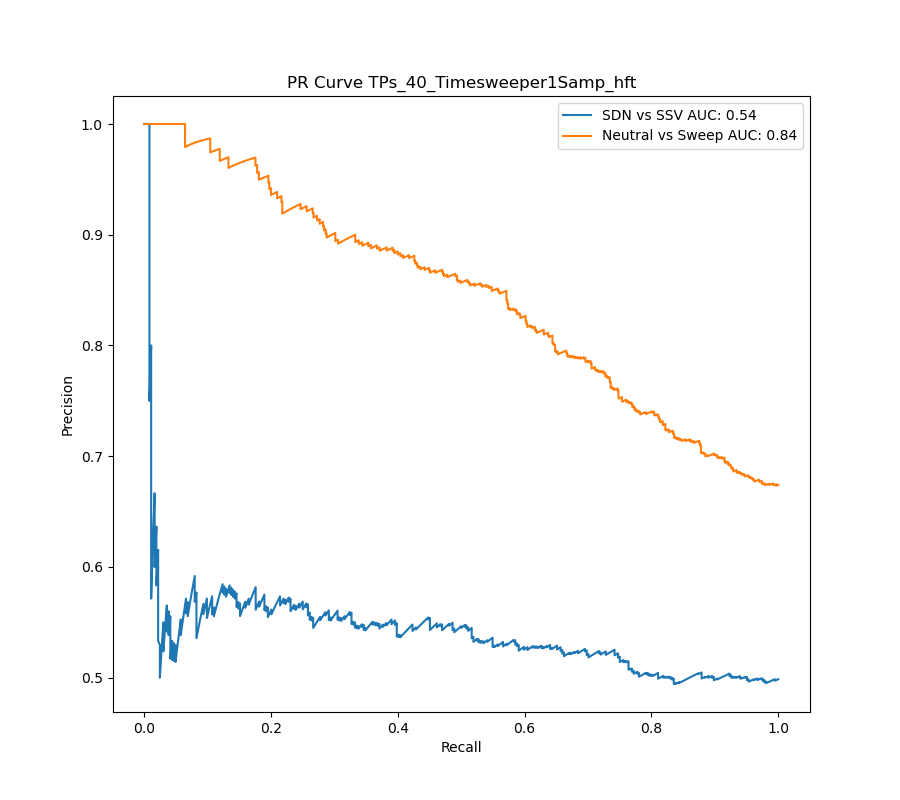 PR Curve TPs_40_Timesweeper1Samp_hft
SDN vs SSV AUC: 0.54
Neutral vs Sweep AUC: 0.84
1.0
0.9
0.8
0.7
0.6
0.5
Precision
0.0 0.2 0.4 0.6 0.8 1.0
Recall